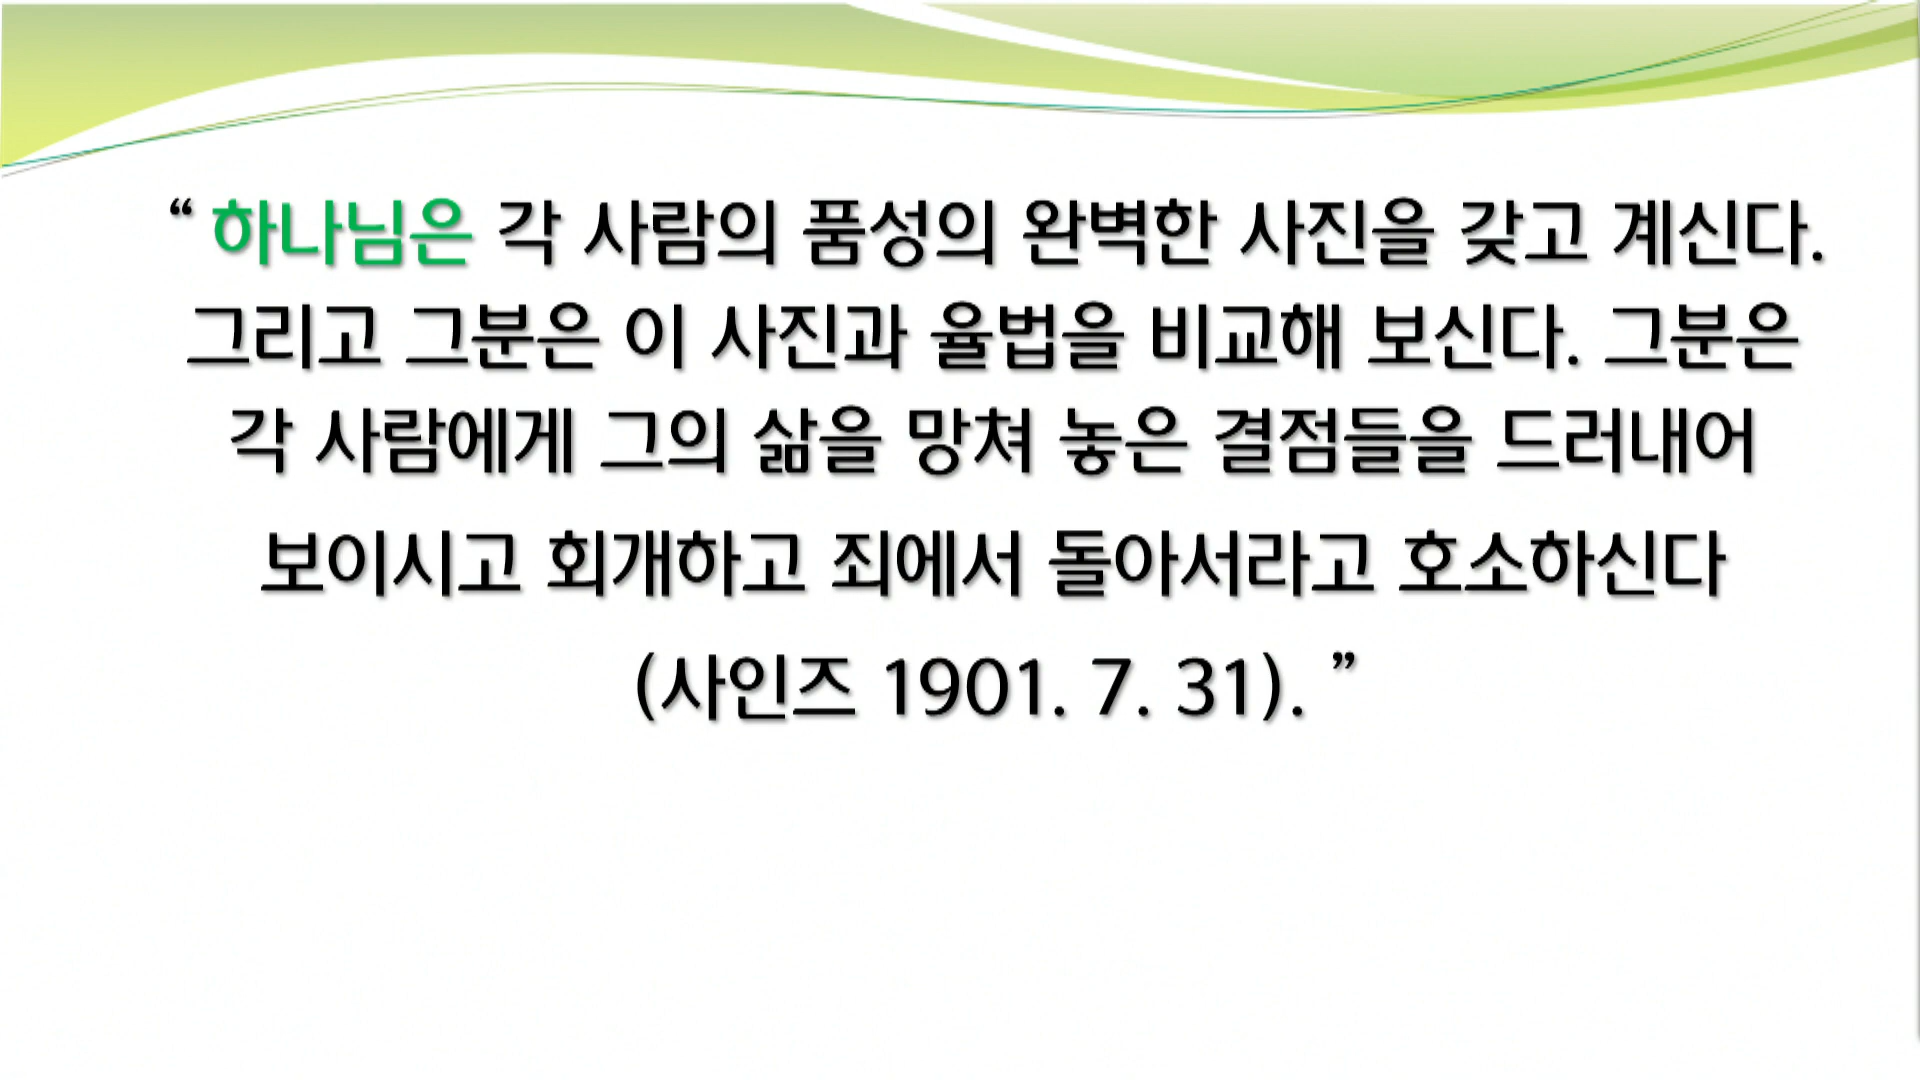 “ 하나님은 각 사람의 품성의 완벽한 사진을 갖고 계신다.
그리고 그분은 이 사진과 율법을 비교해 보신다. 그분은
각 사람에게 그의 삶을 망쳐 놓은 결점들을 드러내어
보이시고 회개하고 죄에서 돌아서라고 호소하신다
(사인즈 1901. 7. 31). ”